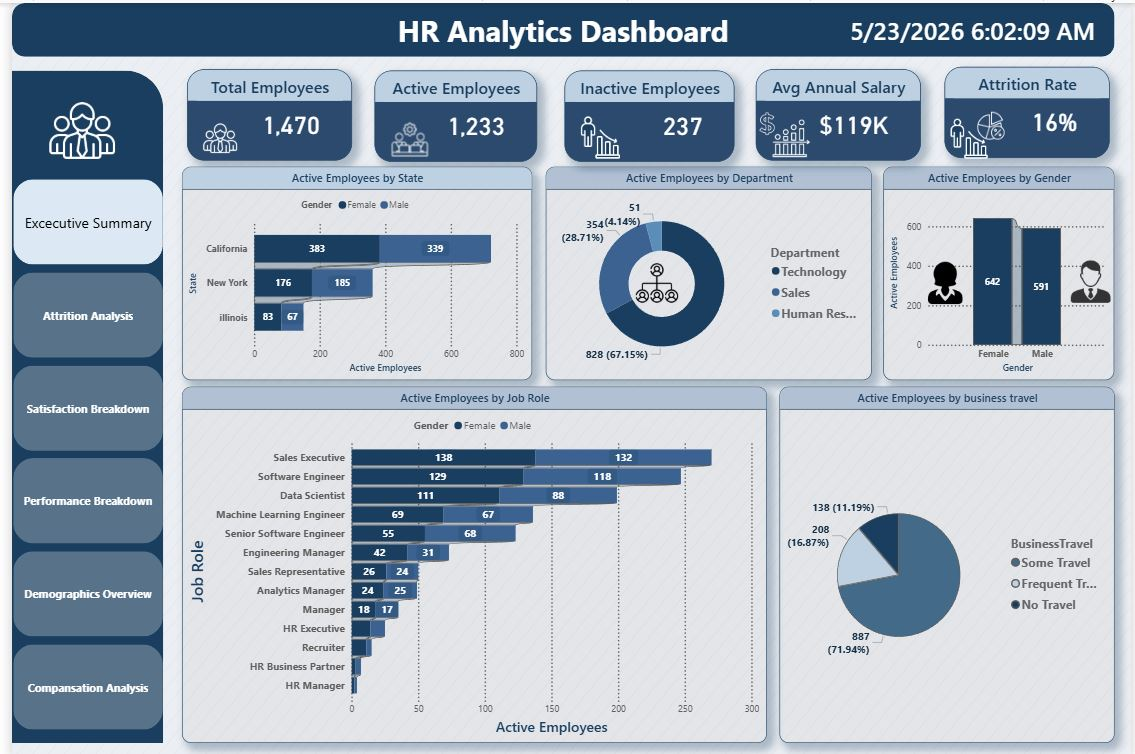 HR Analytics Dashboard
5/23/2026 6:02:09 AM
Total Employees
1,470
Active Employees
1,233
Inactive Employees
237
Avg Annual Salary
$119K
Attrition Rate
16%
Excecutive Summary
Attrition Analysis
Satisfaction Breakdown
Performance Breakdown
Demographics Overview
Compansation Analysis
Active Employees by State
Gender Female Male
State
California 383 339
New York 176 185
illinois 83 67
0 200 400 600 800
Active Employees
Active Employees by Department
51
(4.14%)
354
(28.71%)
828 (67.15%)
Department
Technology
Sales
Human Res...
Active Employees by Gender
Active Employees
600
400
200
0
642
591
Female Male
Gender
Active Employees by Job Role
Gender Female Male
Job Role
Sales Executive 138 132
Software Engineer 129 118
Data Scientist 111 88
Machine Learning Engineer 69 67
Senior Software Engineer 55 68
Engineering Manager 42 31
Sales Representative 26 24
Analytics Manager 24 25
Manager 18 17
HR Executive
Recruiter
HR Business Partner
HR Manager
0 50 100 150 200 250 300
Active Employees
Active Employees by business travel
138 (11.19%)
208
(16.87%)
887
(71.94%)
BusinessTravel
Some Travel
Frequent Tr...
No Travel